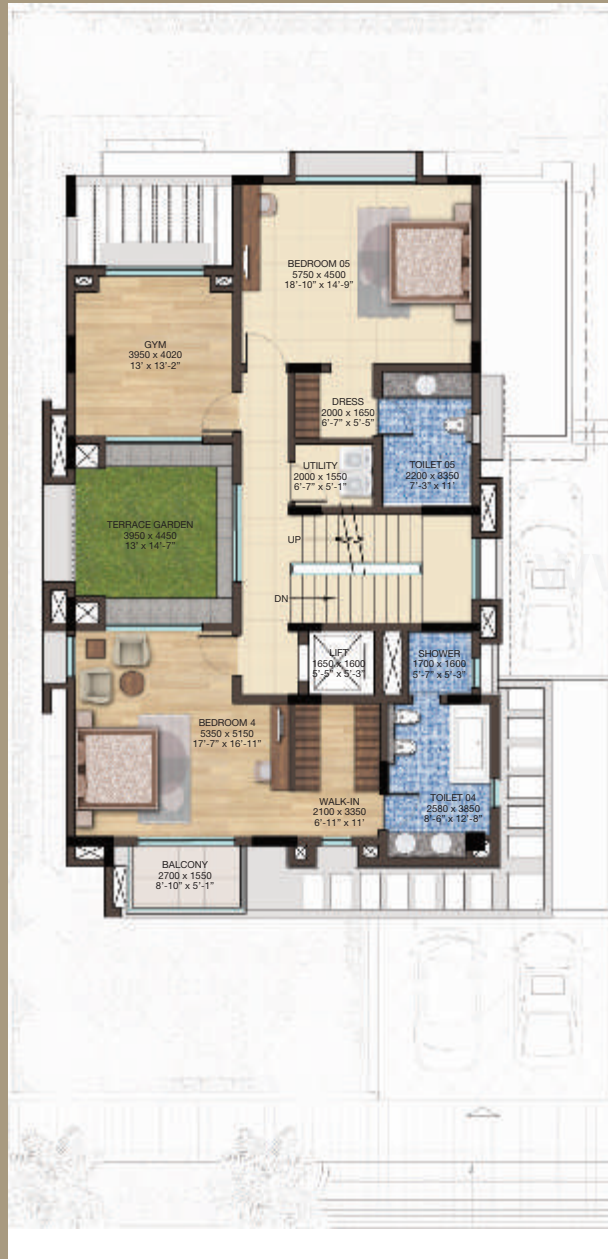 BEDROOM 05
5750 x 4500
18'-10" x 14'-9"
GYM
3950 x 4020
13' x 13'-2"
DRESS
2000 x 1650
6'-7" x 5'-5"
UTILITY
2000 x 1550
6'-7" x 5'-1"
TOILET 05
2200 x 3350
7'-3" x 11'
TERRACE GARDEN
3950 x 4450
13' x 14'-7"
UP
DN
LIFT
1650 x 1600
5'-5" x 5'-3"
SHOWER
1700 x 1600
5'-7" x 5'-3"
BEDROOM 4
5350 x 5150
17'-7" x 16'-11"
WALK-IN
2100 x 3350
6'-11" x 11'
TOILET 04
2580 x 3850
8'-6" x 12'-8"
BALCONY
2700 x 1550
8'-10" x 5'-1"